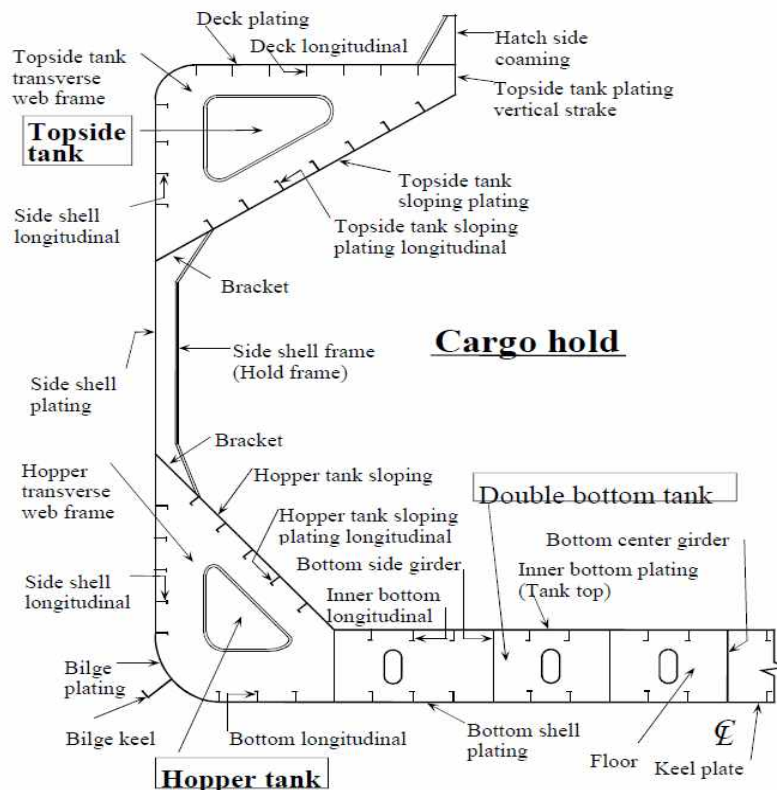 Deck plating
Deck longitudinal
Hatch side
coaming
Topside tank
transverse
web frame
Topside tank plating
vertical strake
Topside
tank
Topside tank
sloping plating
Side shell
longitudinal
Topside tank sloping
plating longitudinal
Bracket
Cargo hold
Side shell frame
(Hold frame)
Side shell
plating
Bracket
Hopper
transverse
web frame
Hopper tank sloping
Double bottom tank
Hopper tank sloping
plating longitudinal
Bottom center girder
Bottom side girder
Inner bottom plating
(Tank top)
Side shell
longitudinal
Inner bottom
longitudinal
Bilge
plating
Bilge keel
Bottom longitudinal
Bottom shell
plating
Floor
℄
Keel plate
Hopper tank